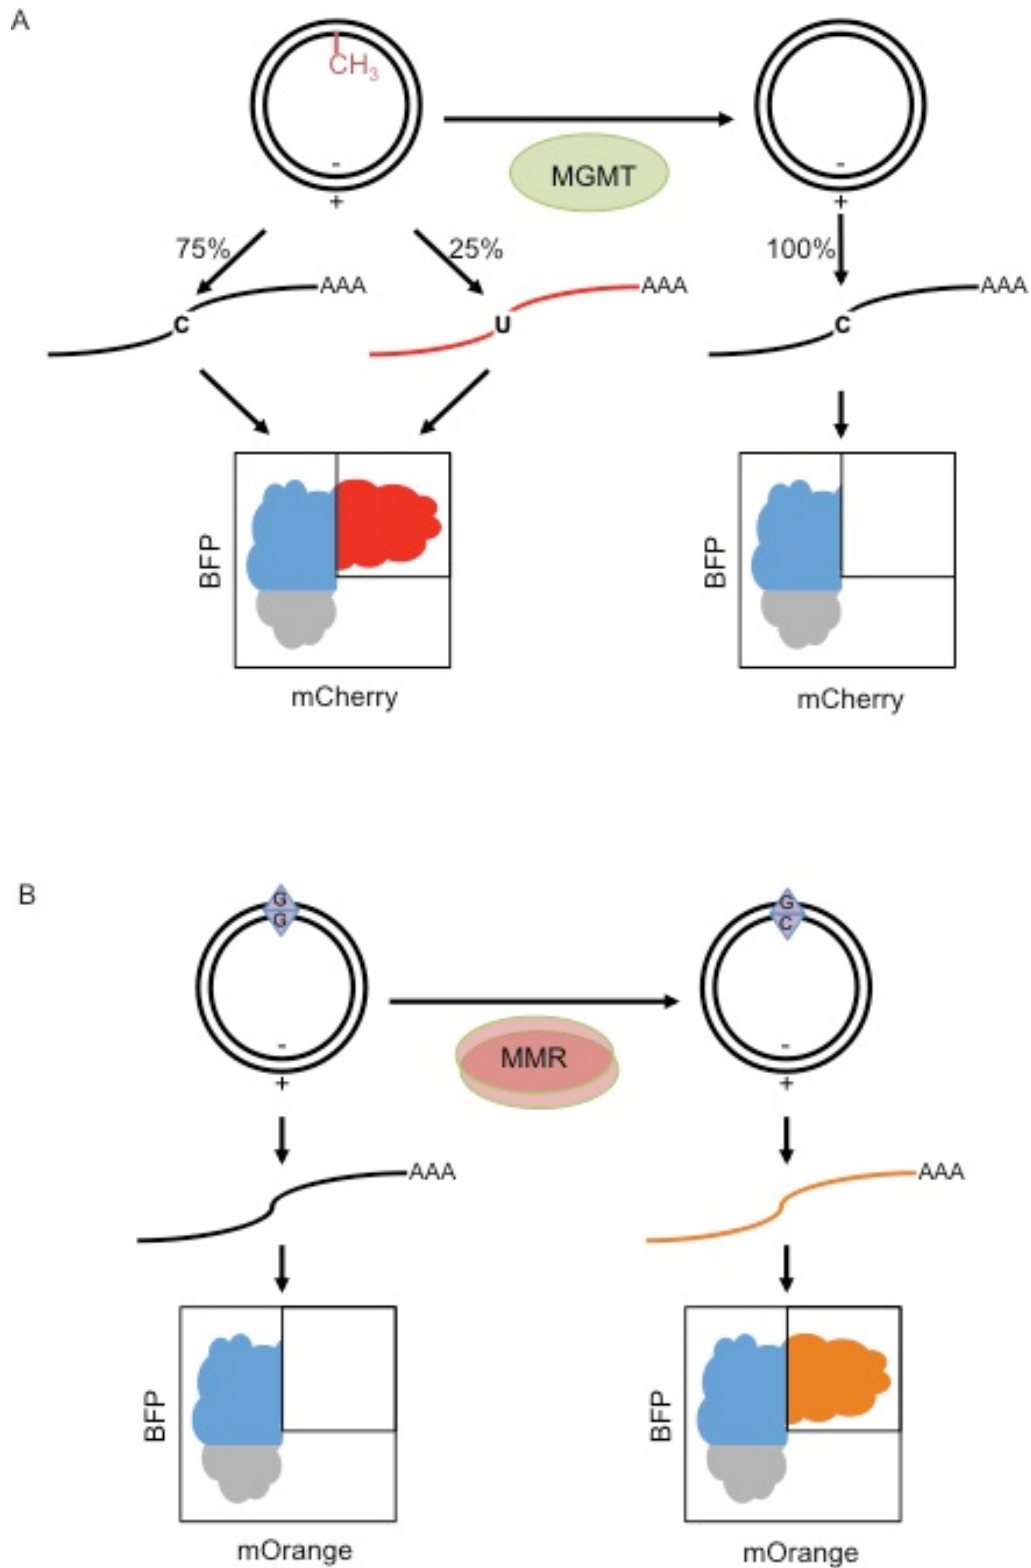 A
CH3
-
+
MGMT
-
+
75%
25%
100%
AAA
AAA
AAA
C
U
C
BFP
BFP
mCherry
mCherry
B
G
G
G
C
-
+
MMR
-
+
AAA
AAA
BFP
BFP
mOrange
mOrange